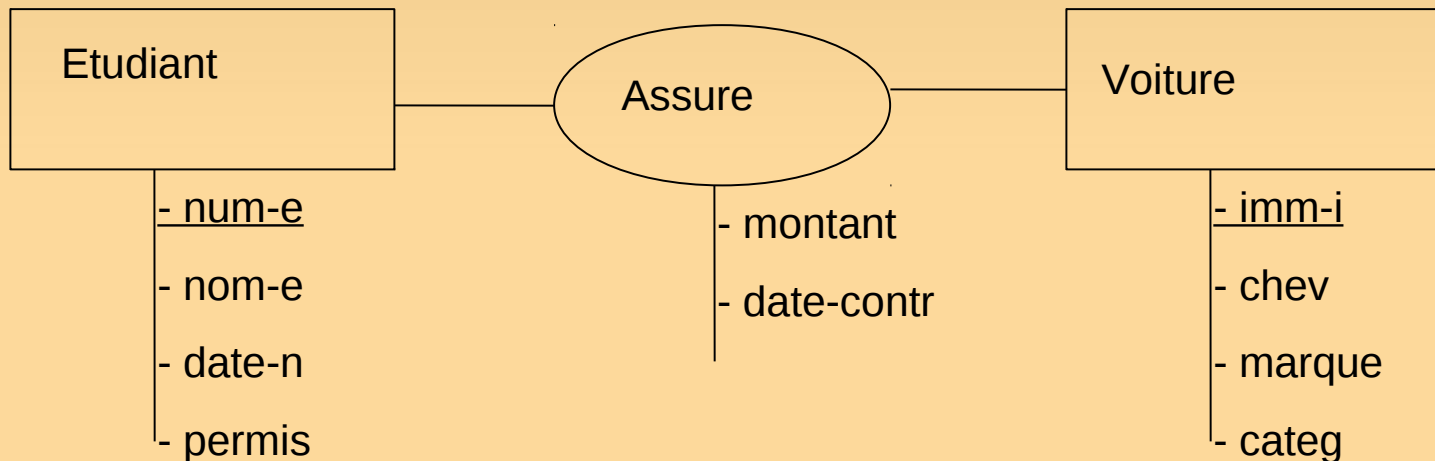 Etudiant
- num-e
- nom-e
- date-n
- permis
Assure
- montant
- date-contr
Voiture
- imm-i
- chev
- marque
- categ